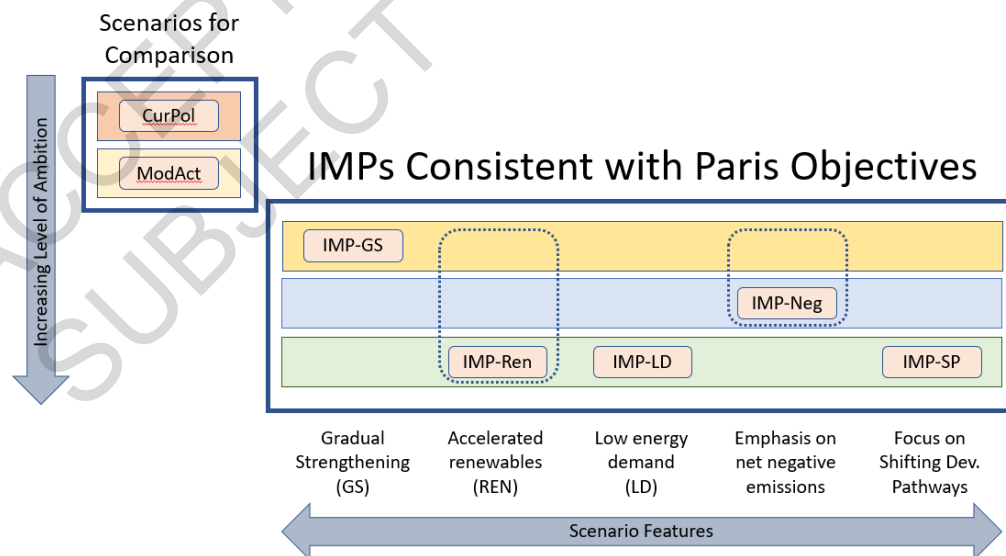 Scenarios for
Comparison
CurPol
ModAct
Increasing Level of Ambition
IMPs Consistent with Paris Objectives
IMP-GS
IMP-Neg
IMP-Ren
IMP-LD
IMP-SP
Gradual
Strengthening
(GS)
Accelerated
renewables
(REN)
Low energy
demand
(LD)
Emphasis on
net negative
emissions
Focus on
Shifting Dev.
Pathways
Scenario Features
SUBJECT